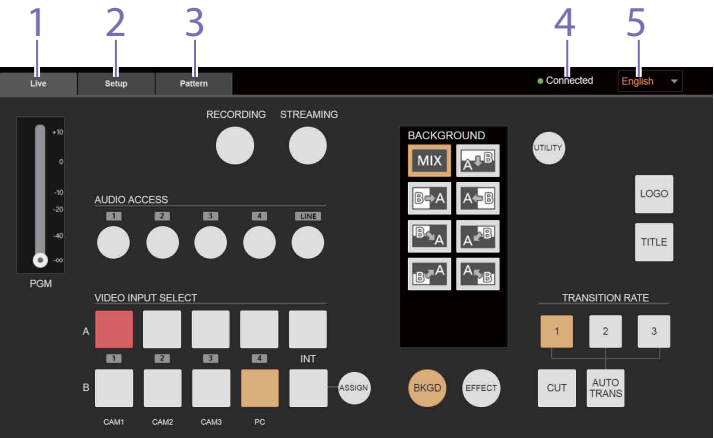 1 2 3 4 5
Live Setup Pattern Connected English
RECORDING STREAMING
+10
0
-10
-20
-40
-∞
PGM
AUDIO ACCESS
1 2 3 4 LINE
VIDEO INPUT SELECT
A
1 2 3 4 INT
B
ASSIGN
CAM1 CAM2 CAM3 PC
BACKGROUND
MIX A B
B A A B
B A A B
B A A B
BKGD EFFECT
UTILITY
LOGO
TITLE
TRANSITION RATE
1 2 3
CUT AUTO
TRANS